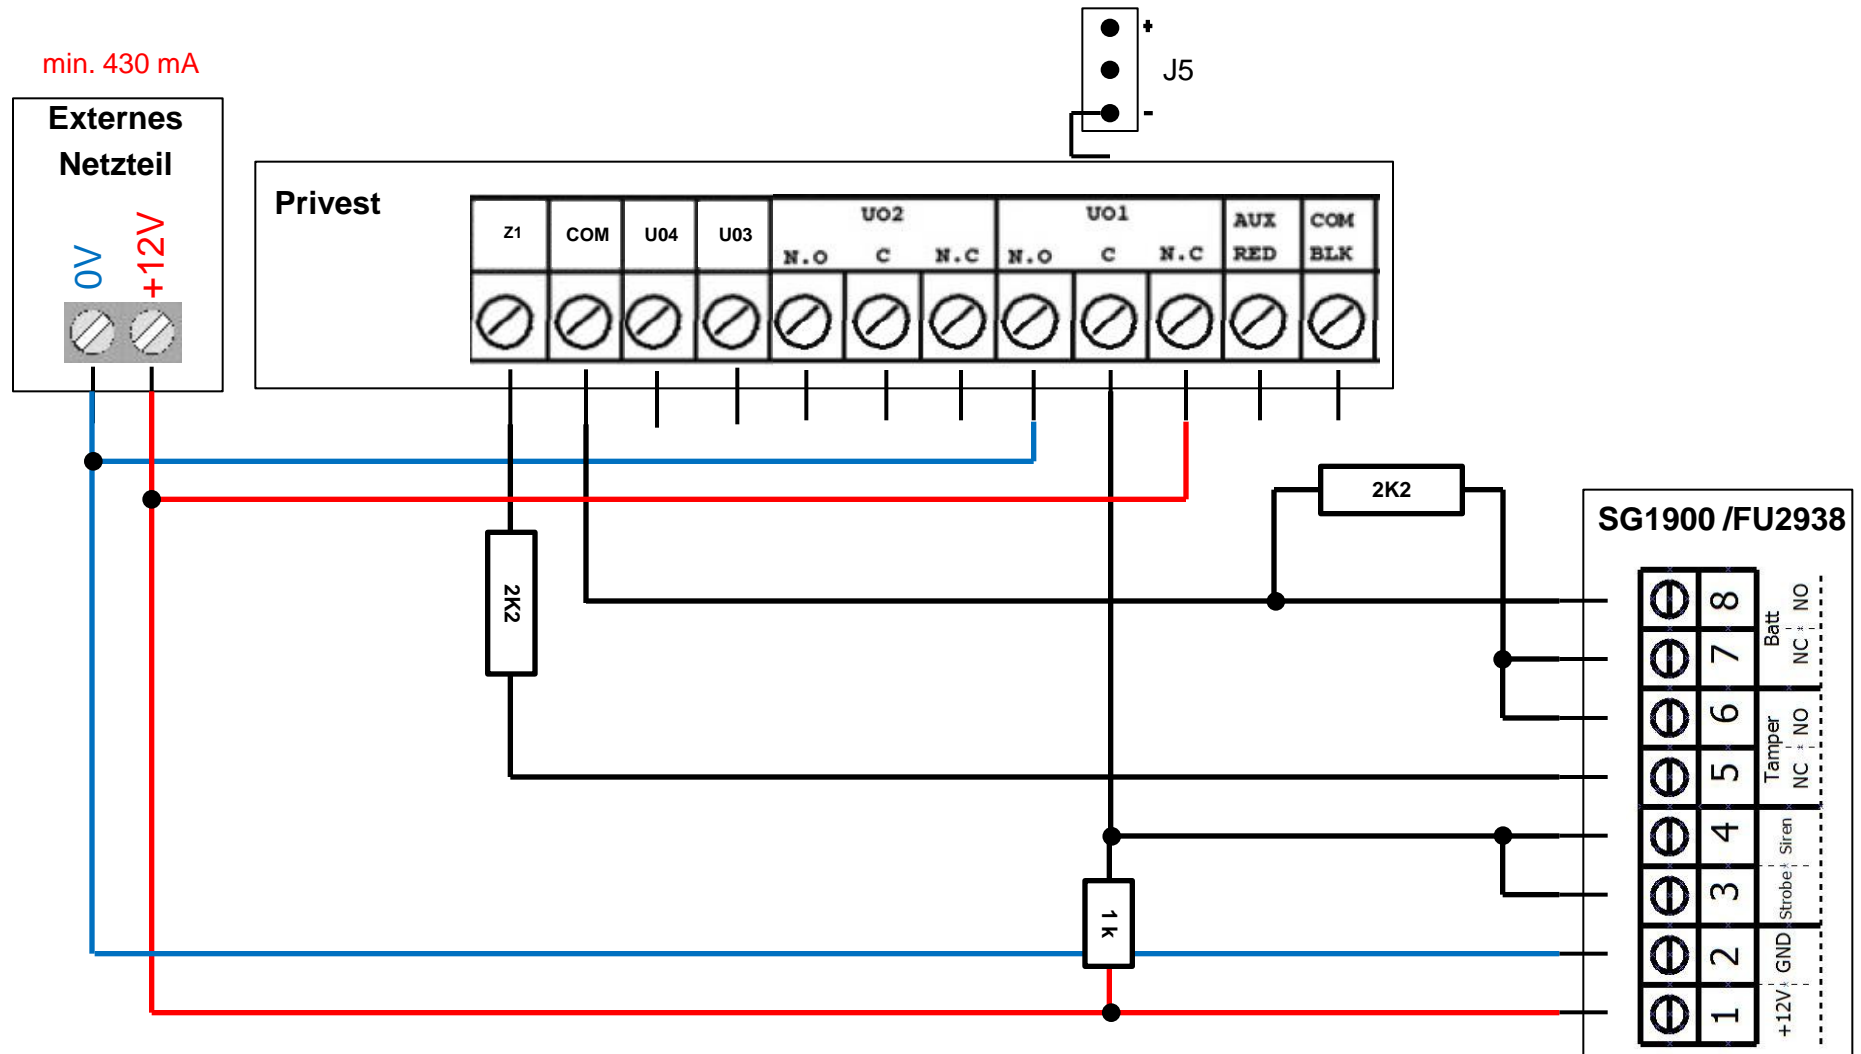 min. 430 mA
Externes
Netzteil
0V
+12V
+
J5
-
Privest
Z1
COM
U04
U03
UO2
N.O C N.C
UO1
N.O C N.C
AUX
RED
COM
BLK
2K2
2K2
1 k
SG1900 /FU2938
8
7
6
5
4
3
2
1
Batt
NC * NO
Tamper
NC * NO
Strobe* Siren
+12V* GND